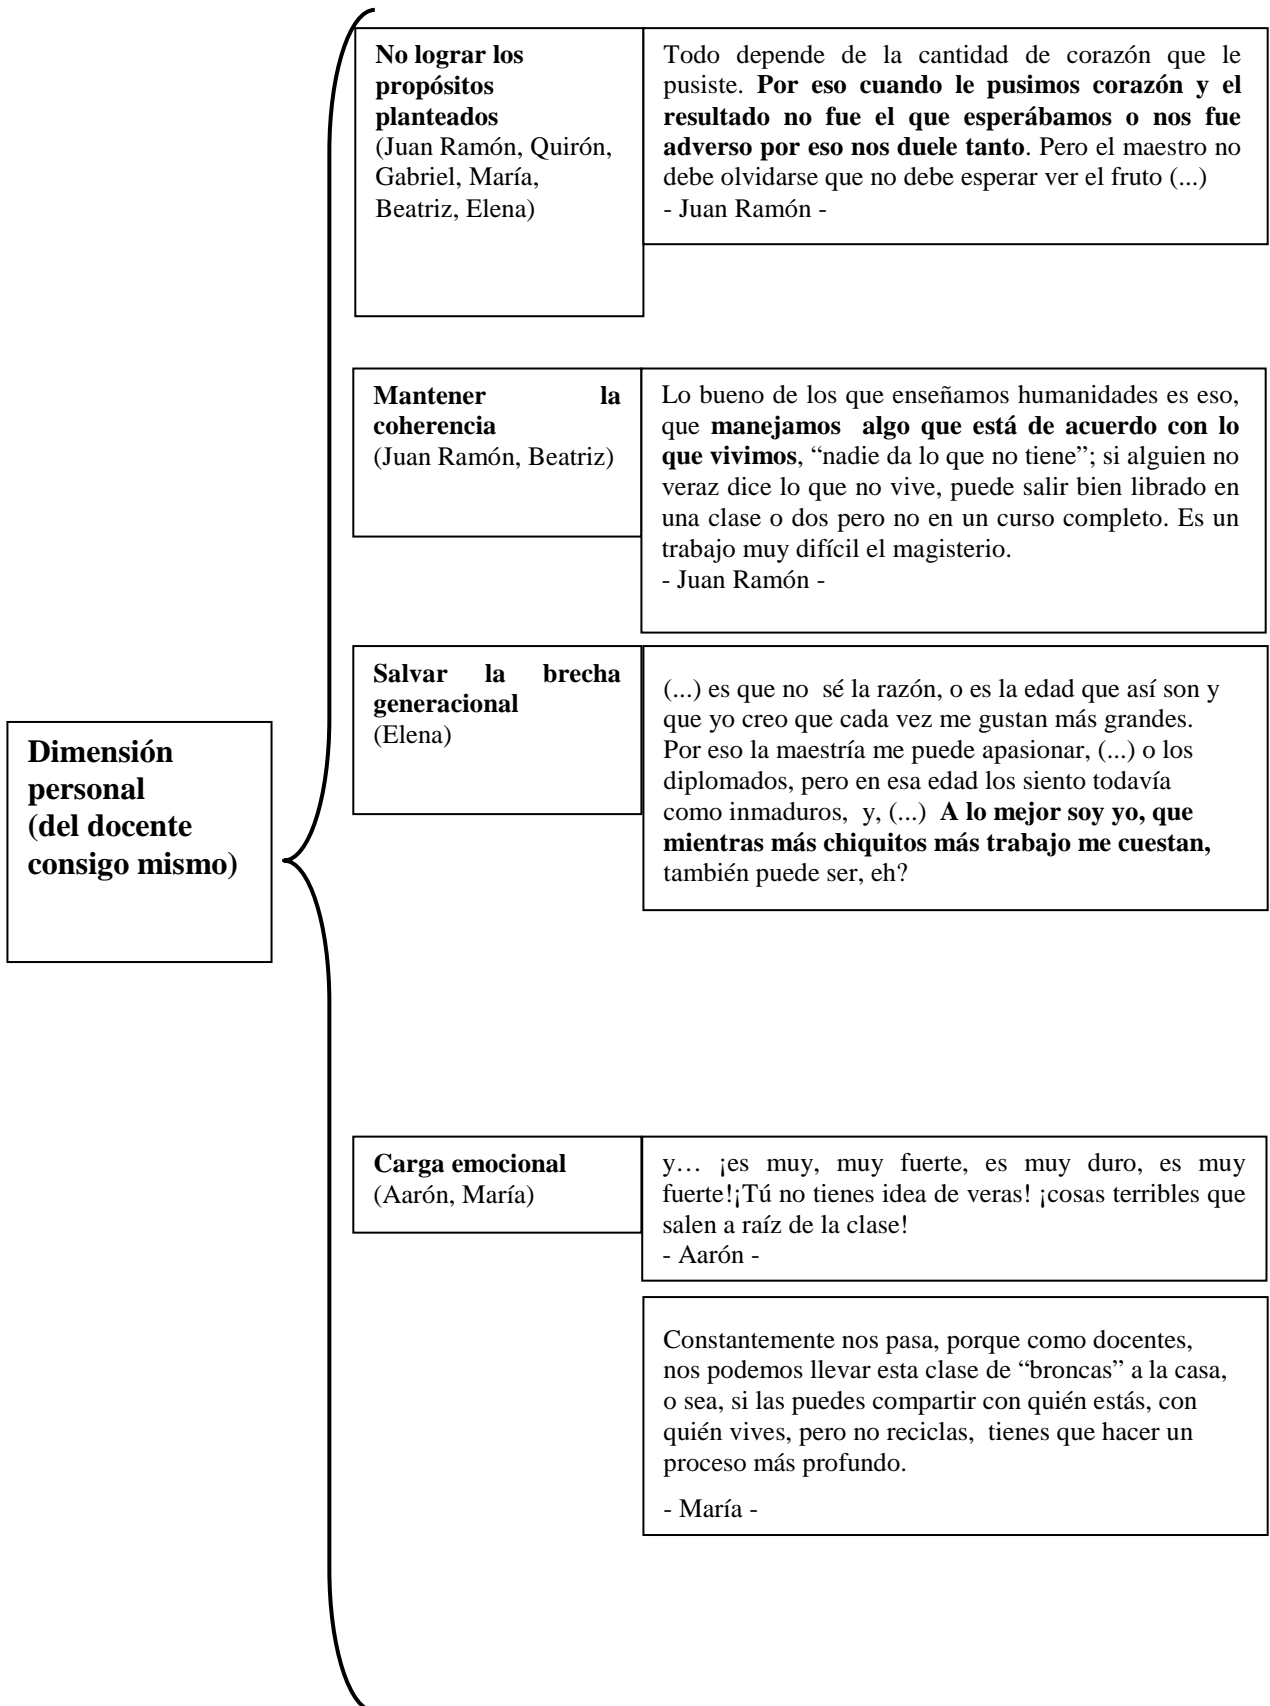 No lograr los
propósitos
planteados
(Juan Ramón, Quirón,
Gabriel, María,
Beatriz, Elena)
Todo depende de la cantidad de corazón que le
pusiste. Por eso cuando le pusimos corazón y el
resultado no fue el que esperábamos o nos fue
adverso por eso nos duele tanto. Pero el maestro no
debe olvidarse que no debe esperar ver el fruto (...)
- Juan Ramón -
Mantener la
coherencia
(Juan Ramón, Beatriz)
Lo bueno de los que enseñamos humanidades es eso,
que manejamos algo que está de acuerdo con lo
que vivimos, “nadie da lo que no tiene”; si alguien no
veraz dice lo que no vive, puede salir bien librado en
una clase o dos pero no en un curso completo. Es un
trabajo muy difícil el magisterio.
- Juan Ramón -
Salvar la brecha
generacional
(Elena)
(...) es que no sé la razón, o es la edad que así son y
que yo creo que cada vez me gustan más grandes.
Por eso la maestría me puede apasionar, (...) o los
diplomados, pero en esa edad los siento todavía
como inmaduros, y, (...) A lo mejor soy yo, que
mientras más chiquitos más trabajo me cuestan,
también puede ser, eh?
Dimensión
personal
(del docente
consigo mismo)
Carga emocional
(Aarón, María)
y… ¡es muy, muy fuerte, es muy duro, es muy
fuerte!¡Tú no tienes idea de veras! ¡cosas terribles que
salen a raíz de la clase!
- Aarón -
Constantemente nos pasa, porque como docentes,
nos podemos llevar esta clase de “broncas” a la casa,
o sea, si las puedes compartir con quién estás, con
quién vives, pero no reciclas, tienes que hacer un
proceso más profundo.
- María -